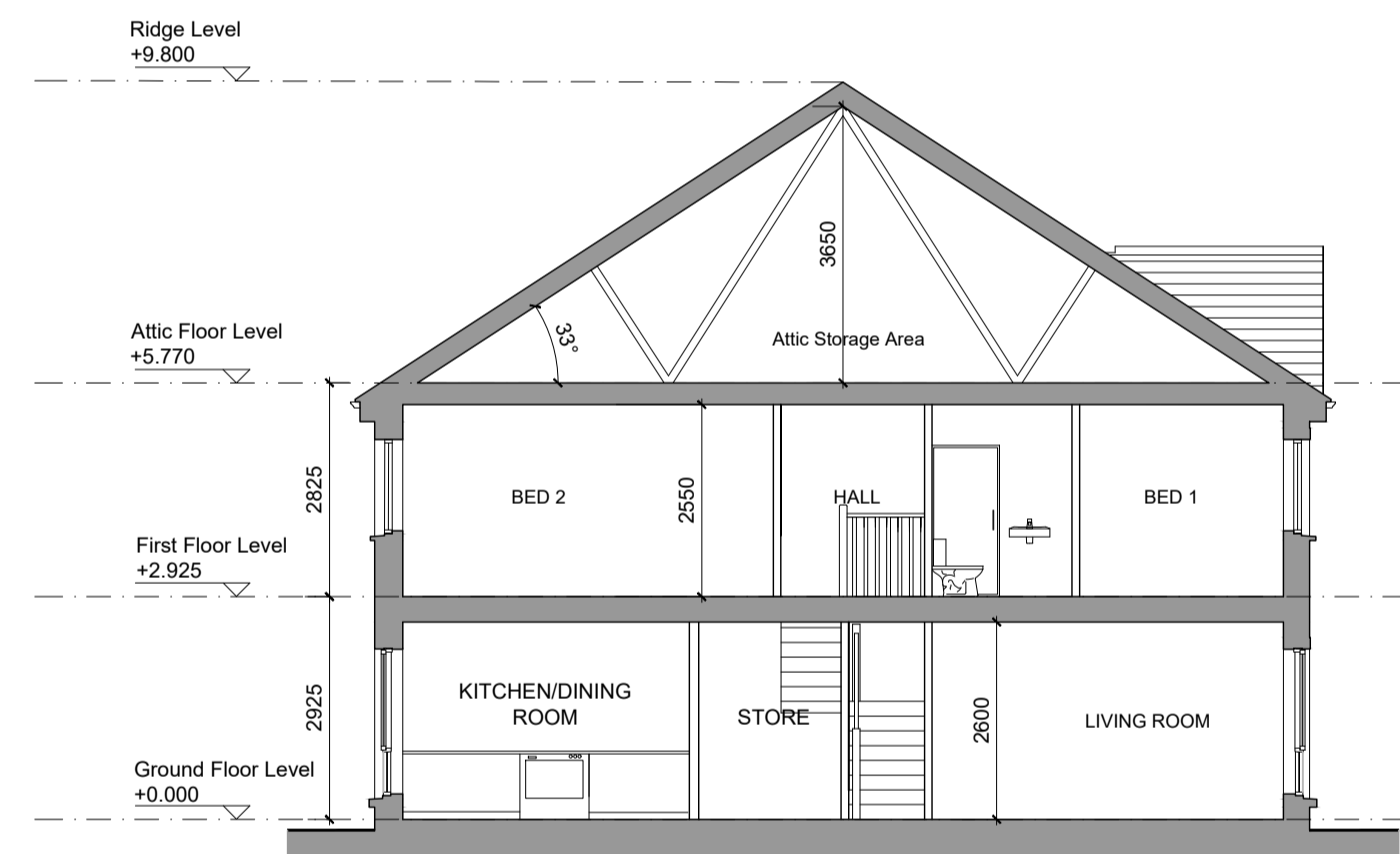 Ridge Level
+9.800
3650
33°
Attic Storage Area
Attic Floor Level
+5.770
2825
BED 2
2550
HALL
BED 1
First Floor Level
+2.925
2925
KITCHEN/DINING
ROOM
STORE
2600
LIVING ROOM
Ground Floor Level
+0.000